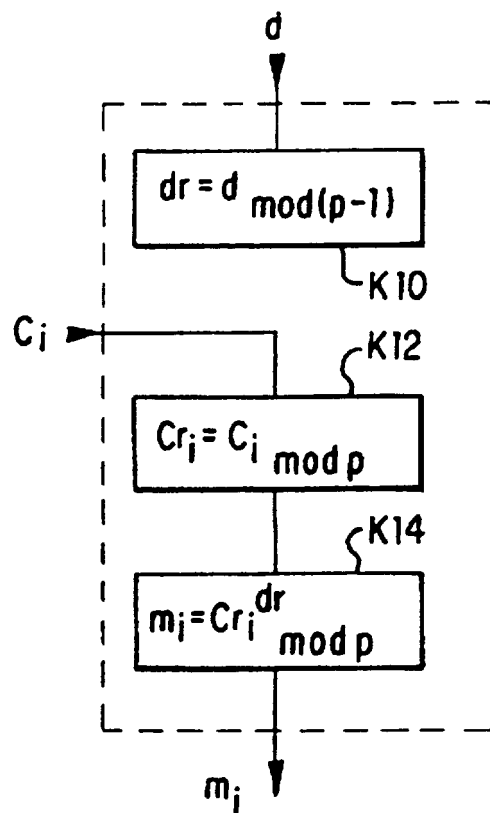 d
dr = d mod(p-1)
K10
Ci
K12
Cri = Ci mod p
K14
mi = Cri^dr mod p
mi